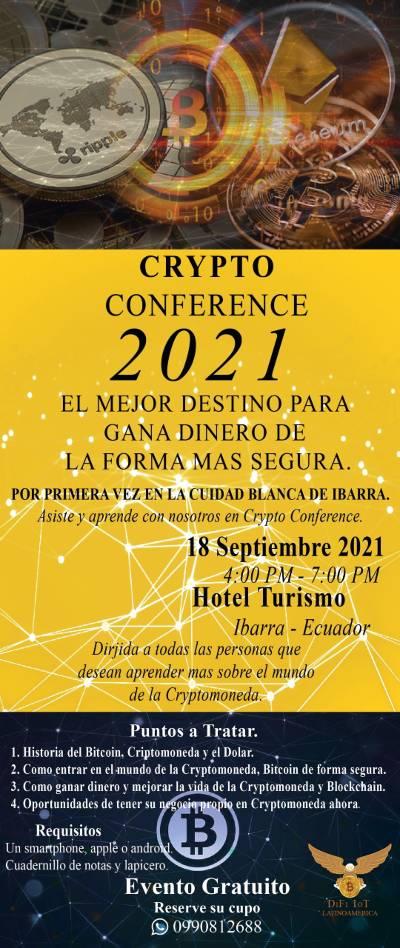 ripple
ethereum
CRYPTO
CONFERENCE
2021
EL MEJOR DESTINO PARA
GANA DINERO DE
LA FORMA MAS SEGURA.
POR PRIMERA VEZ EN LA CUIDAD BLANCA DE IBARRA.
Asiste y aprende con nosotros en Crypto Conference.
18 Septiembre 2021
4:00 PM - 7:00 PM
Hotel Turismo
Ibarra - Ecuador
Dirjida a todas las personas que
desean aprender mas sobre el mundo
de la Cryptomoneda.
Puntos a Tratar.
1. Historia del Bitcoin, Criptomoneda y el Dolar.
2. Como entrar en el mundo de la Cryptomoneda, Bitcoin de forma segura.
3. Como ganar dinero y mejorar la vida de la Cryptomoneda y Blockchain.
4. Oportunidades de tener su negocio propio en Cryptomoneda ahora.
Requisitos
Un smartphone, apple o android.
Cuadernillo de notas y lapicero.
DiFi IoT
LATINOAMERICA
Evento Gratuito
Reserve su cupo
0990812688